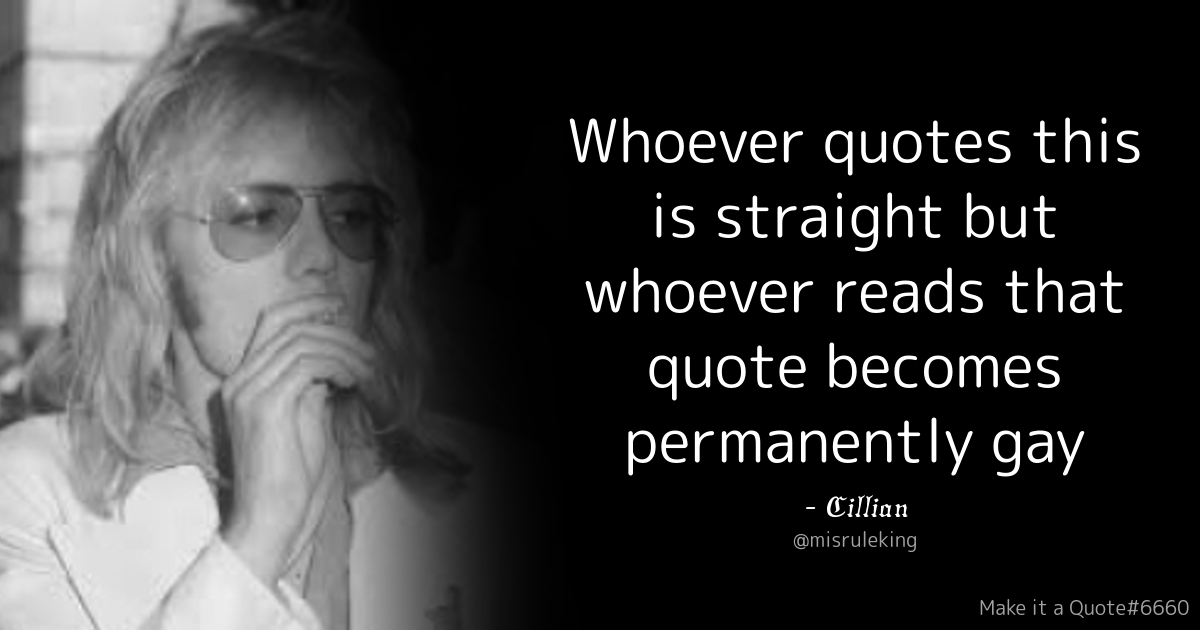 Whoever quotes this
is straight but
whoever reads that
quote becomes
permanently gay
- 𝕮𝖎𝖑𝖑𝖎𝖆𝖓
@misruleking
Make it a Quote#6660